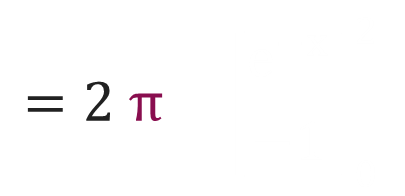 = 2 π